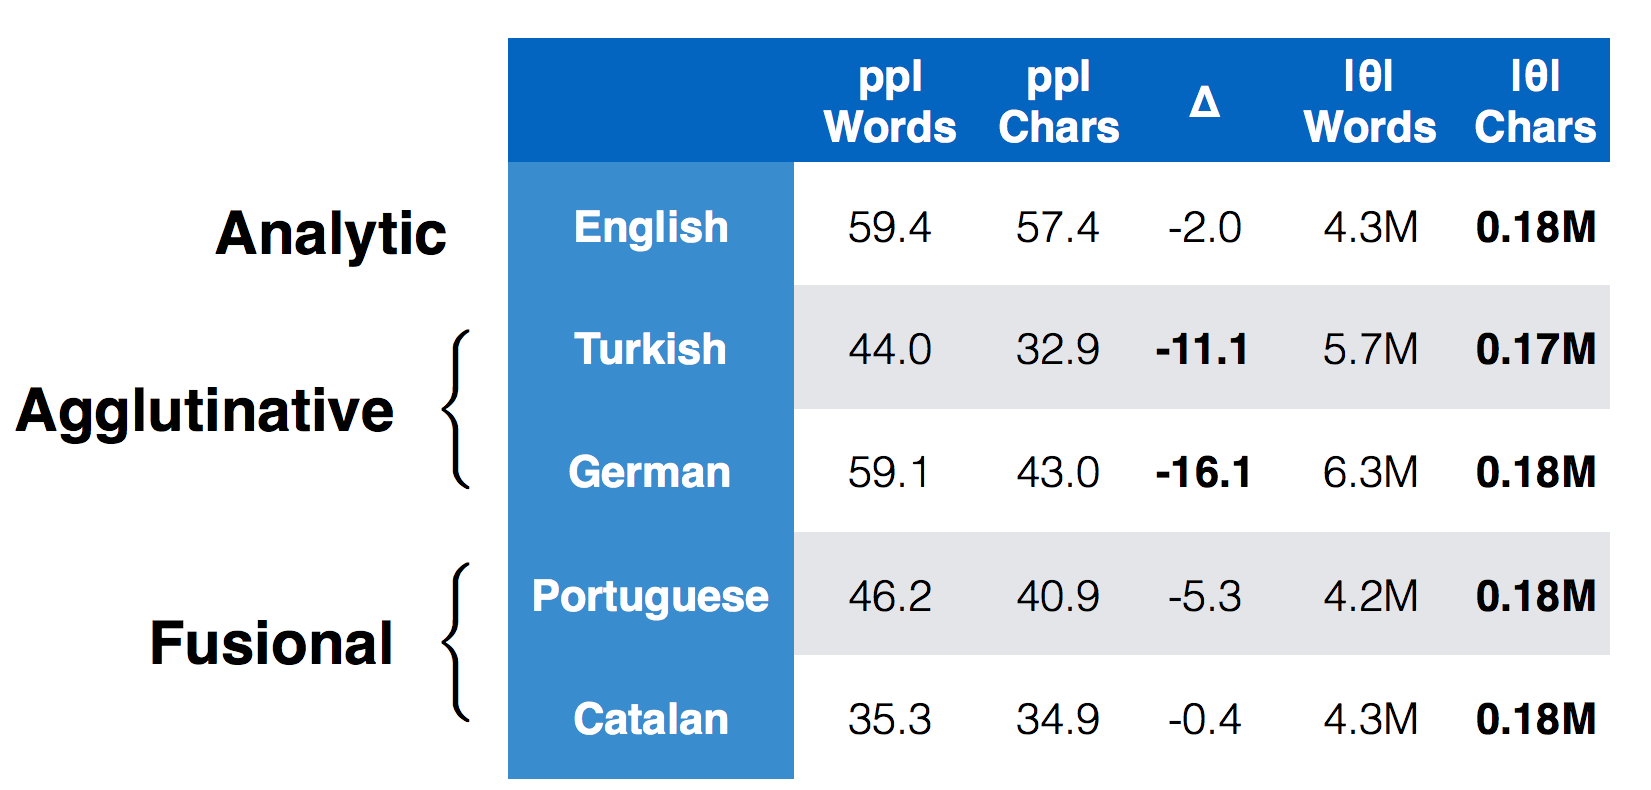 ppl Words ppl Chars Δ |θ| Words |θ| Chars
Analytic English 59.4 57.4 -2.0 4.3M 0.18M
Turkish 44.0 32.9 -11.1 5.7M 0.17M
Agglutinative
German 59.1 43.0 -16.1 6.3M 0.18M
Portuguese 46.2 40.9 -5.3 4.2M 0.18M
Fusional
Catalan 35.3 34.9 -0.4 4.3M 0.18M